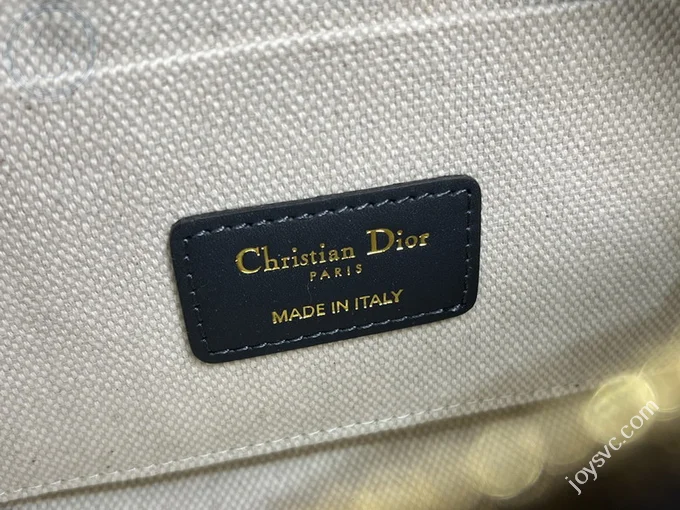 Christian Dior
PARIS
MADE IN ITALY
joysvc.com